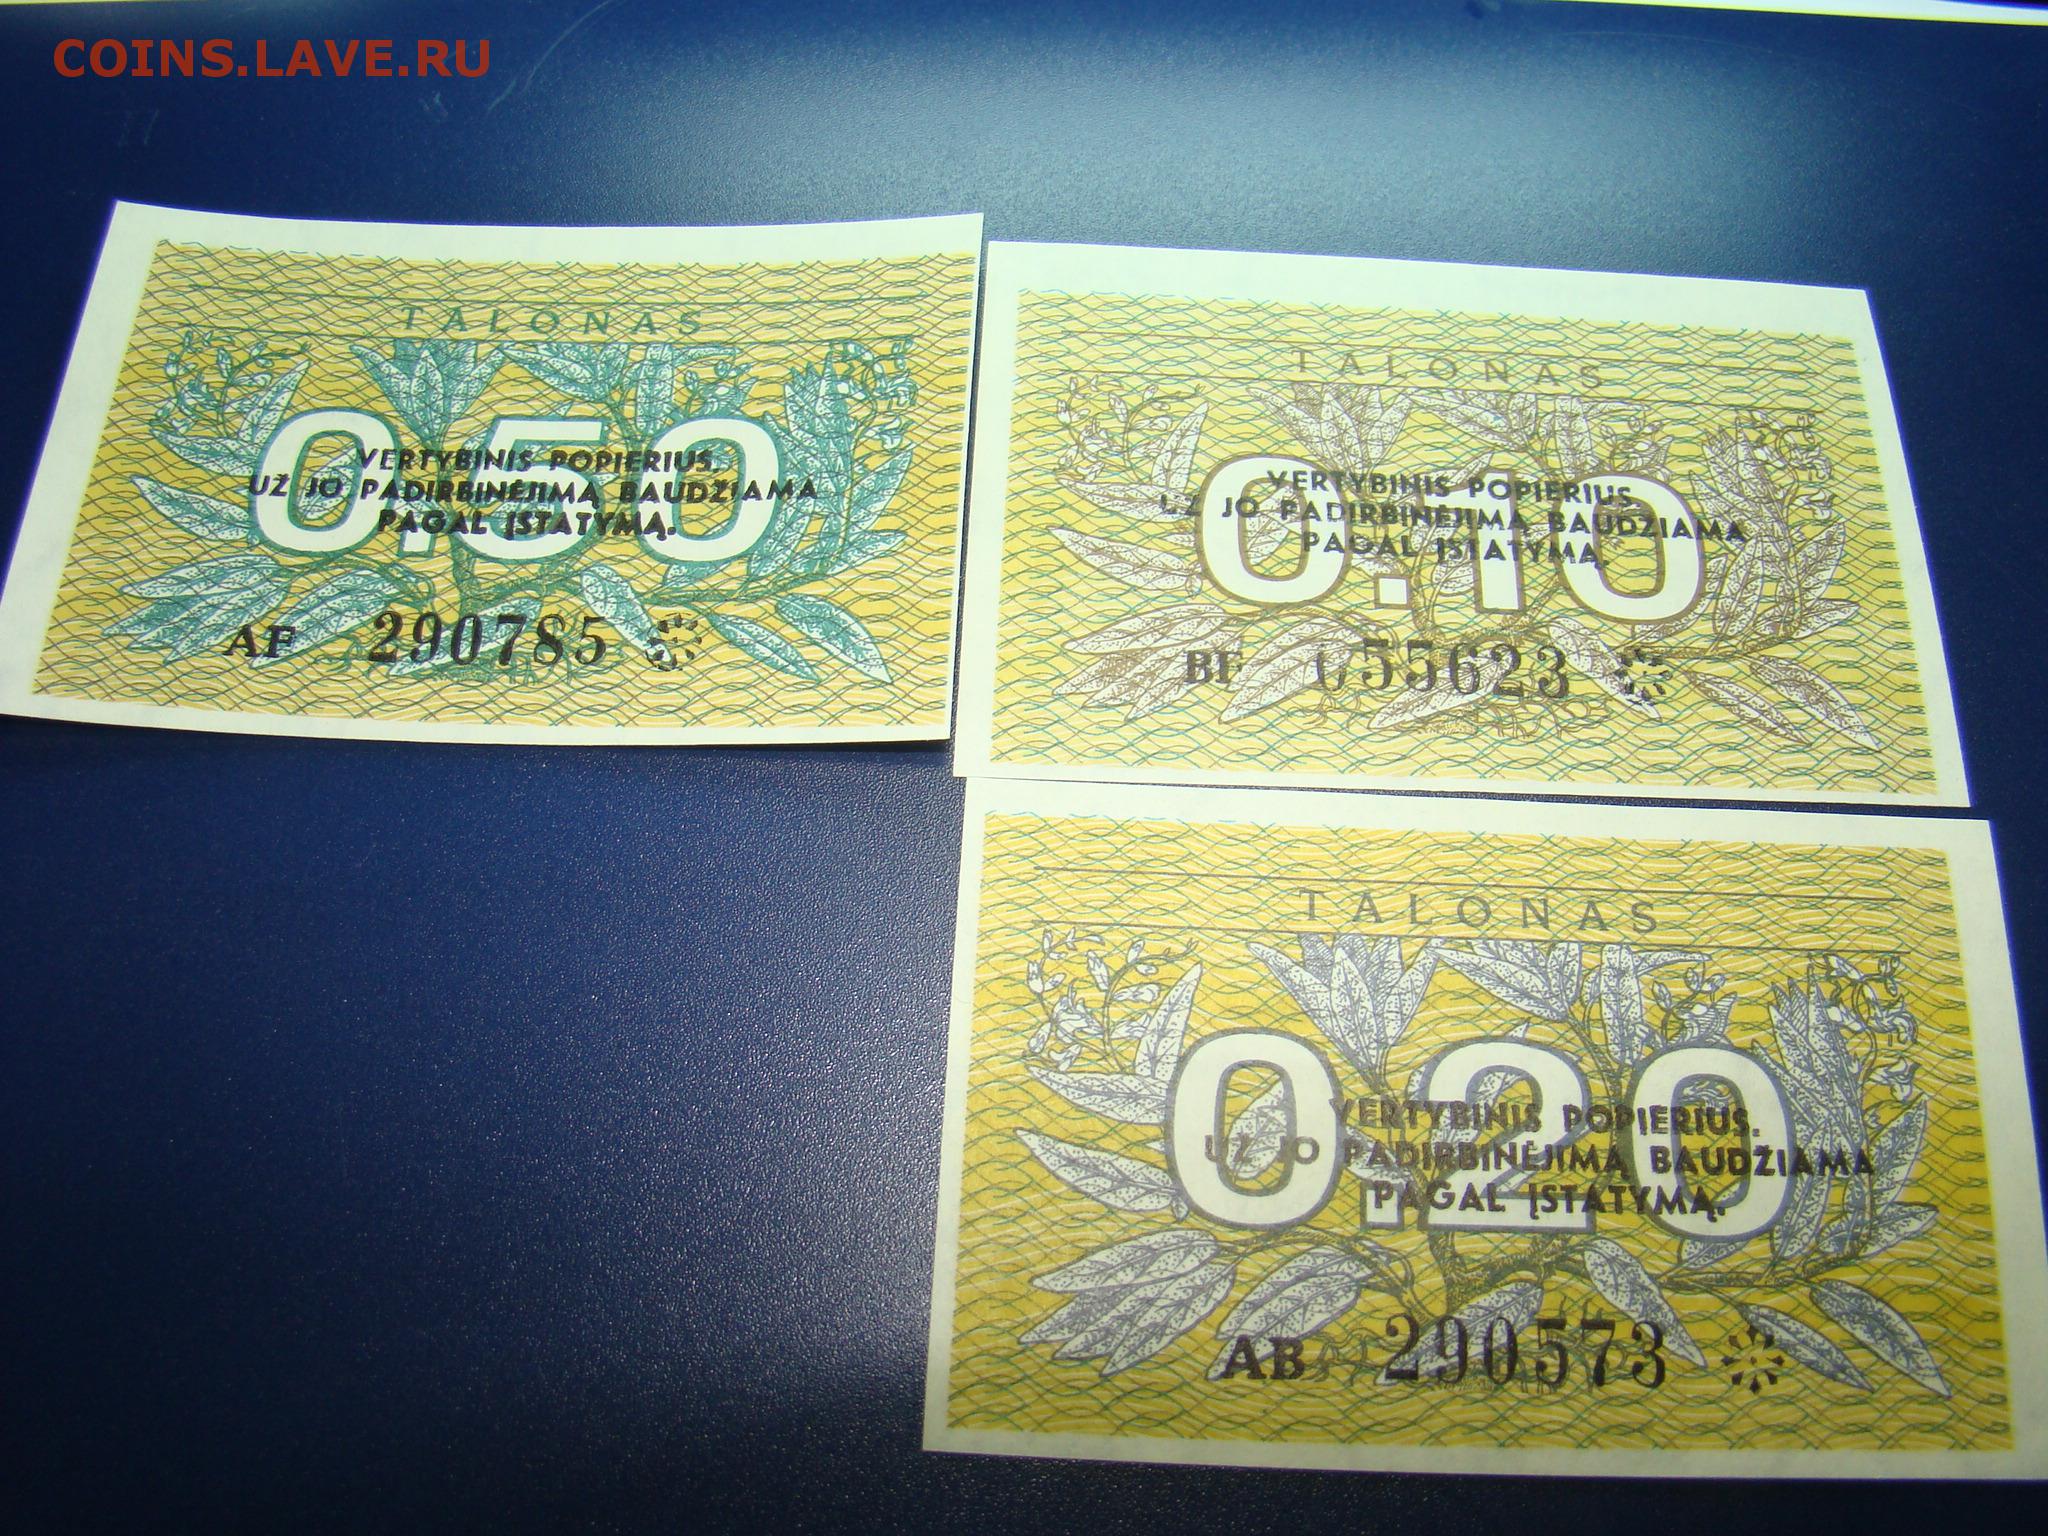 COINS.LAVE.RU
TALONAS
0.50
VERTYBINIS POPIERIUS.
UŽ JO PADIRBINĖJIMĄ BAUDŽIAMA
PAGAL ĮSTATYMĄ.
AF 290785
TALONAS
0.10
VERTYBINIS POPIERIUS.
UŽ JO PADIRBINĖJIMĄ BAUDŽIAMA
PAGAL ĮSTATYMĄ.
BF 055623
TALONAS
0.20
VERTYBINIS POPIERIUS.
UŽ JO PADIRBINĖJIMĄ BAUDŽIAMA
PAGAL ĮSTATYMĄ.
AB 290573